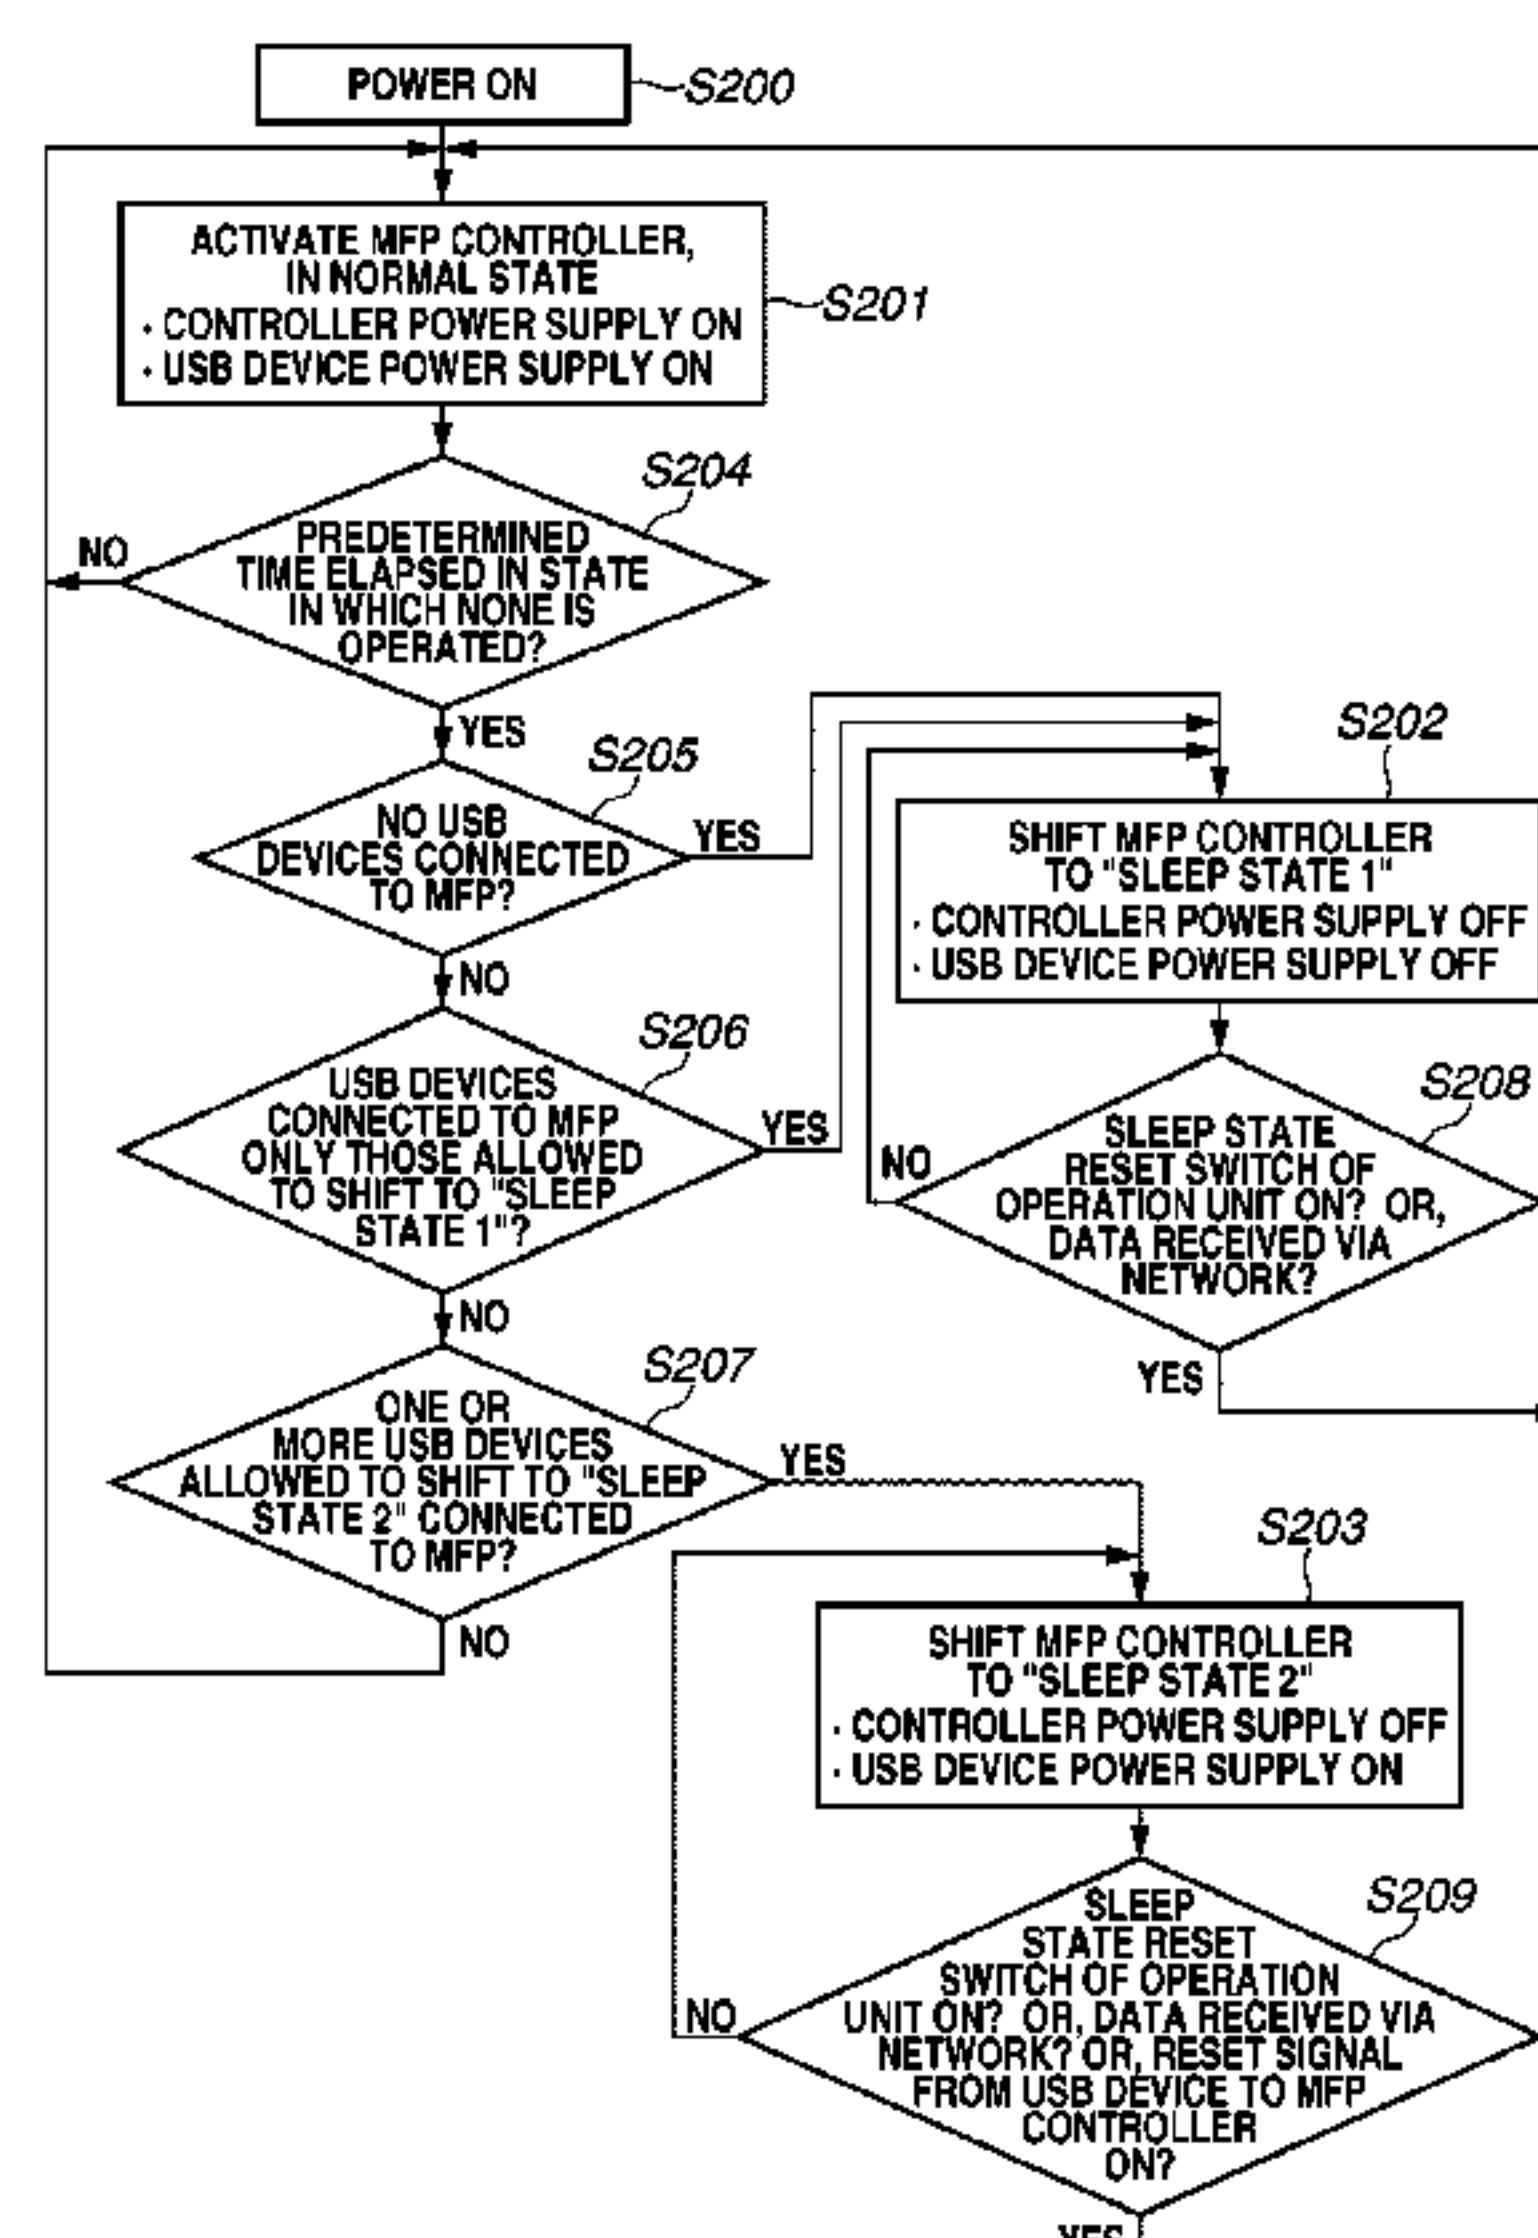 POWER ON
S200
ACTIVATE MFP CONTROLLER,
IN NORMAL STATE
· CONTROLLER POWER SUPPLY ON
· USB DEVICE POWER SUPPLY ON
S201
S204
PREDETERMINED
TIME ELAPSED IN STATE
IN WHICH NONE IS
OPERATED?
NO
YES
S205
NO USB
DEVICES CONNECTED
TO MFP?
YES
NO
S202
SHIFT MFP CONTROLLER
TO "SLEEP STATE 1"
· CONTROLLER POWER SUPPLY OFF
· USB DEVICE POWER SUPPLY OFF
S206
USB DEVICES
CONNECTED TO MFP
ONLY THOSE ALLOWED
TO SHIFT TO "SLEEP
STATE 1"?
YES
NO
S208
SLEEP STATE
RESET SWITCH OF
OPERATION UNIT ON? OR,
DATA RECEIVED VIA
NETWORK?
NO
YES
S207
ONE OR
MORE USB DEVICES
ALLOWED TO SHIFT TO "SLEEP
STATE 2" CONNECTED
TO MFP?
YES
NO
S203
SHIFT MFP CONTROLLER
TO "SLEEP STATE 2"
· CONTROLLER POWER SUPPLY OFF
· USB DEVICE POWER SUPPLY ON
S209
SLEEP
STATE RESET
SWITCH OF OPERATION
UNIT ON? OR, DATA RECEIVED VIA
NETWORK? OR, RESET SIGNAL
FROM USB DEVICE TO MFP
CONTROLLER
ON?
NO
YES